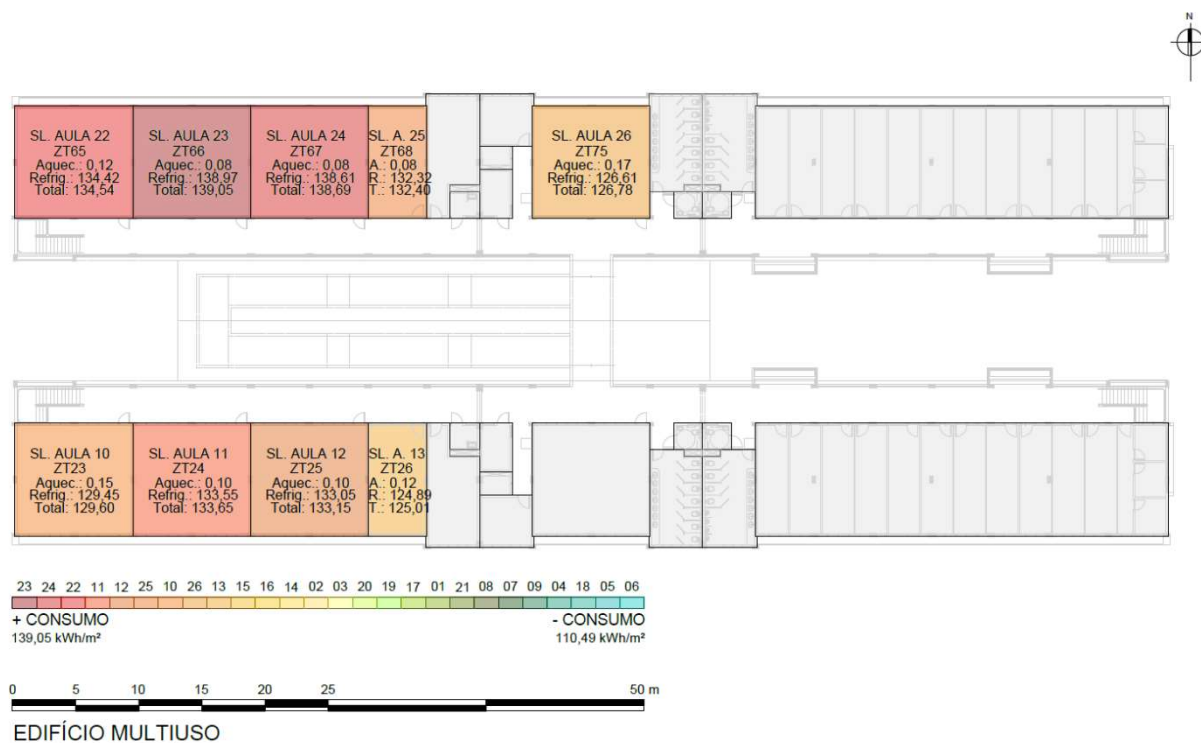 N
SL. AULA 22
ZT65
Aquec.: 0,12
Refrig.: 134,42
Total: 134,54
SL. AULA 23
ZT66
Aquec.: 0,08
Refrig.: 138,97
Total: 139,05
SL. AULA 24
ZT67
Aquec.: 0,08
Refrig.: 138,61
Total: 138,69
SL. A. 25
ZT68
A.: 0,08
R.: 132,32
T.: 132,40
SL. AULA 26
ZT75
Aquec.: 0,17
Refrig.: 126,61
Total: 126,78
SL. AULA 10
ZT23
Aquec.: 0,15
Refrig.: 129,45
Total: 129,60
SL. AULA 11
ZT24
Aquec.: 0,10
Refrig.: 133,55
Total: 133,65
SL. AULA 12
ZT25
Aquec.: 0,10
Refrig.: 133,05
Total: 133,15
SL. A. 13
ZT26
A.: 0,12
R.: 124,89
T.: 125,01
23 24 22 11 12 25 10 26 13 15 16 14 02 03 20 19 17 01 21 08 07 09 04 18 05 06
+ CONSUMO - CONSUMO
139,05 kWh/m² 110,49 kWh/m²
0 5 10 15 20 25 50 m
EDIFÍCIO MULTIUSO